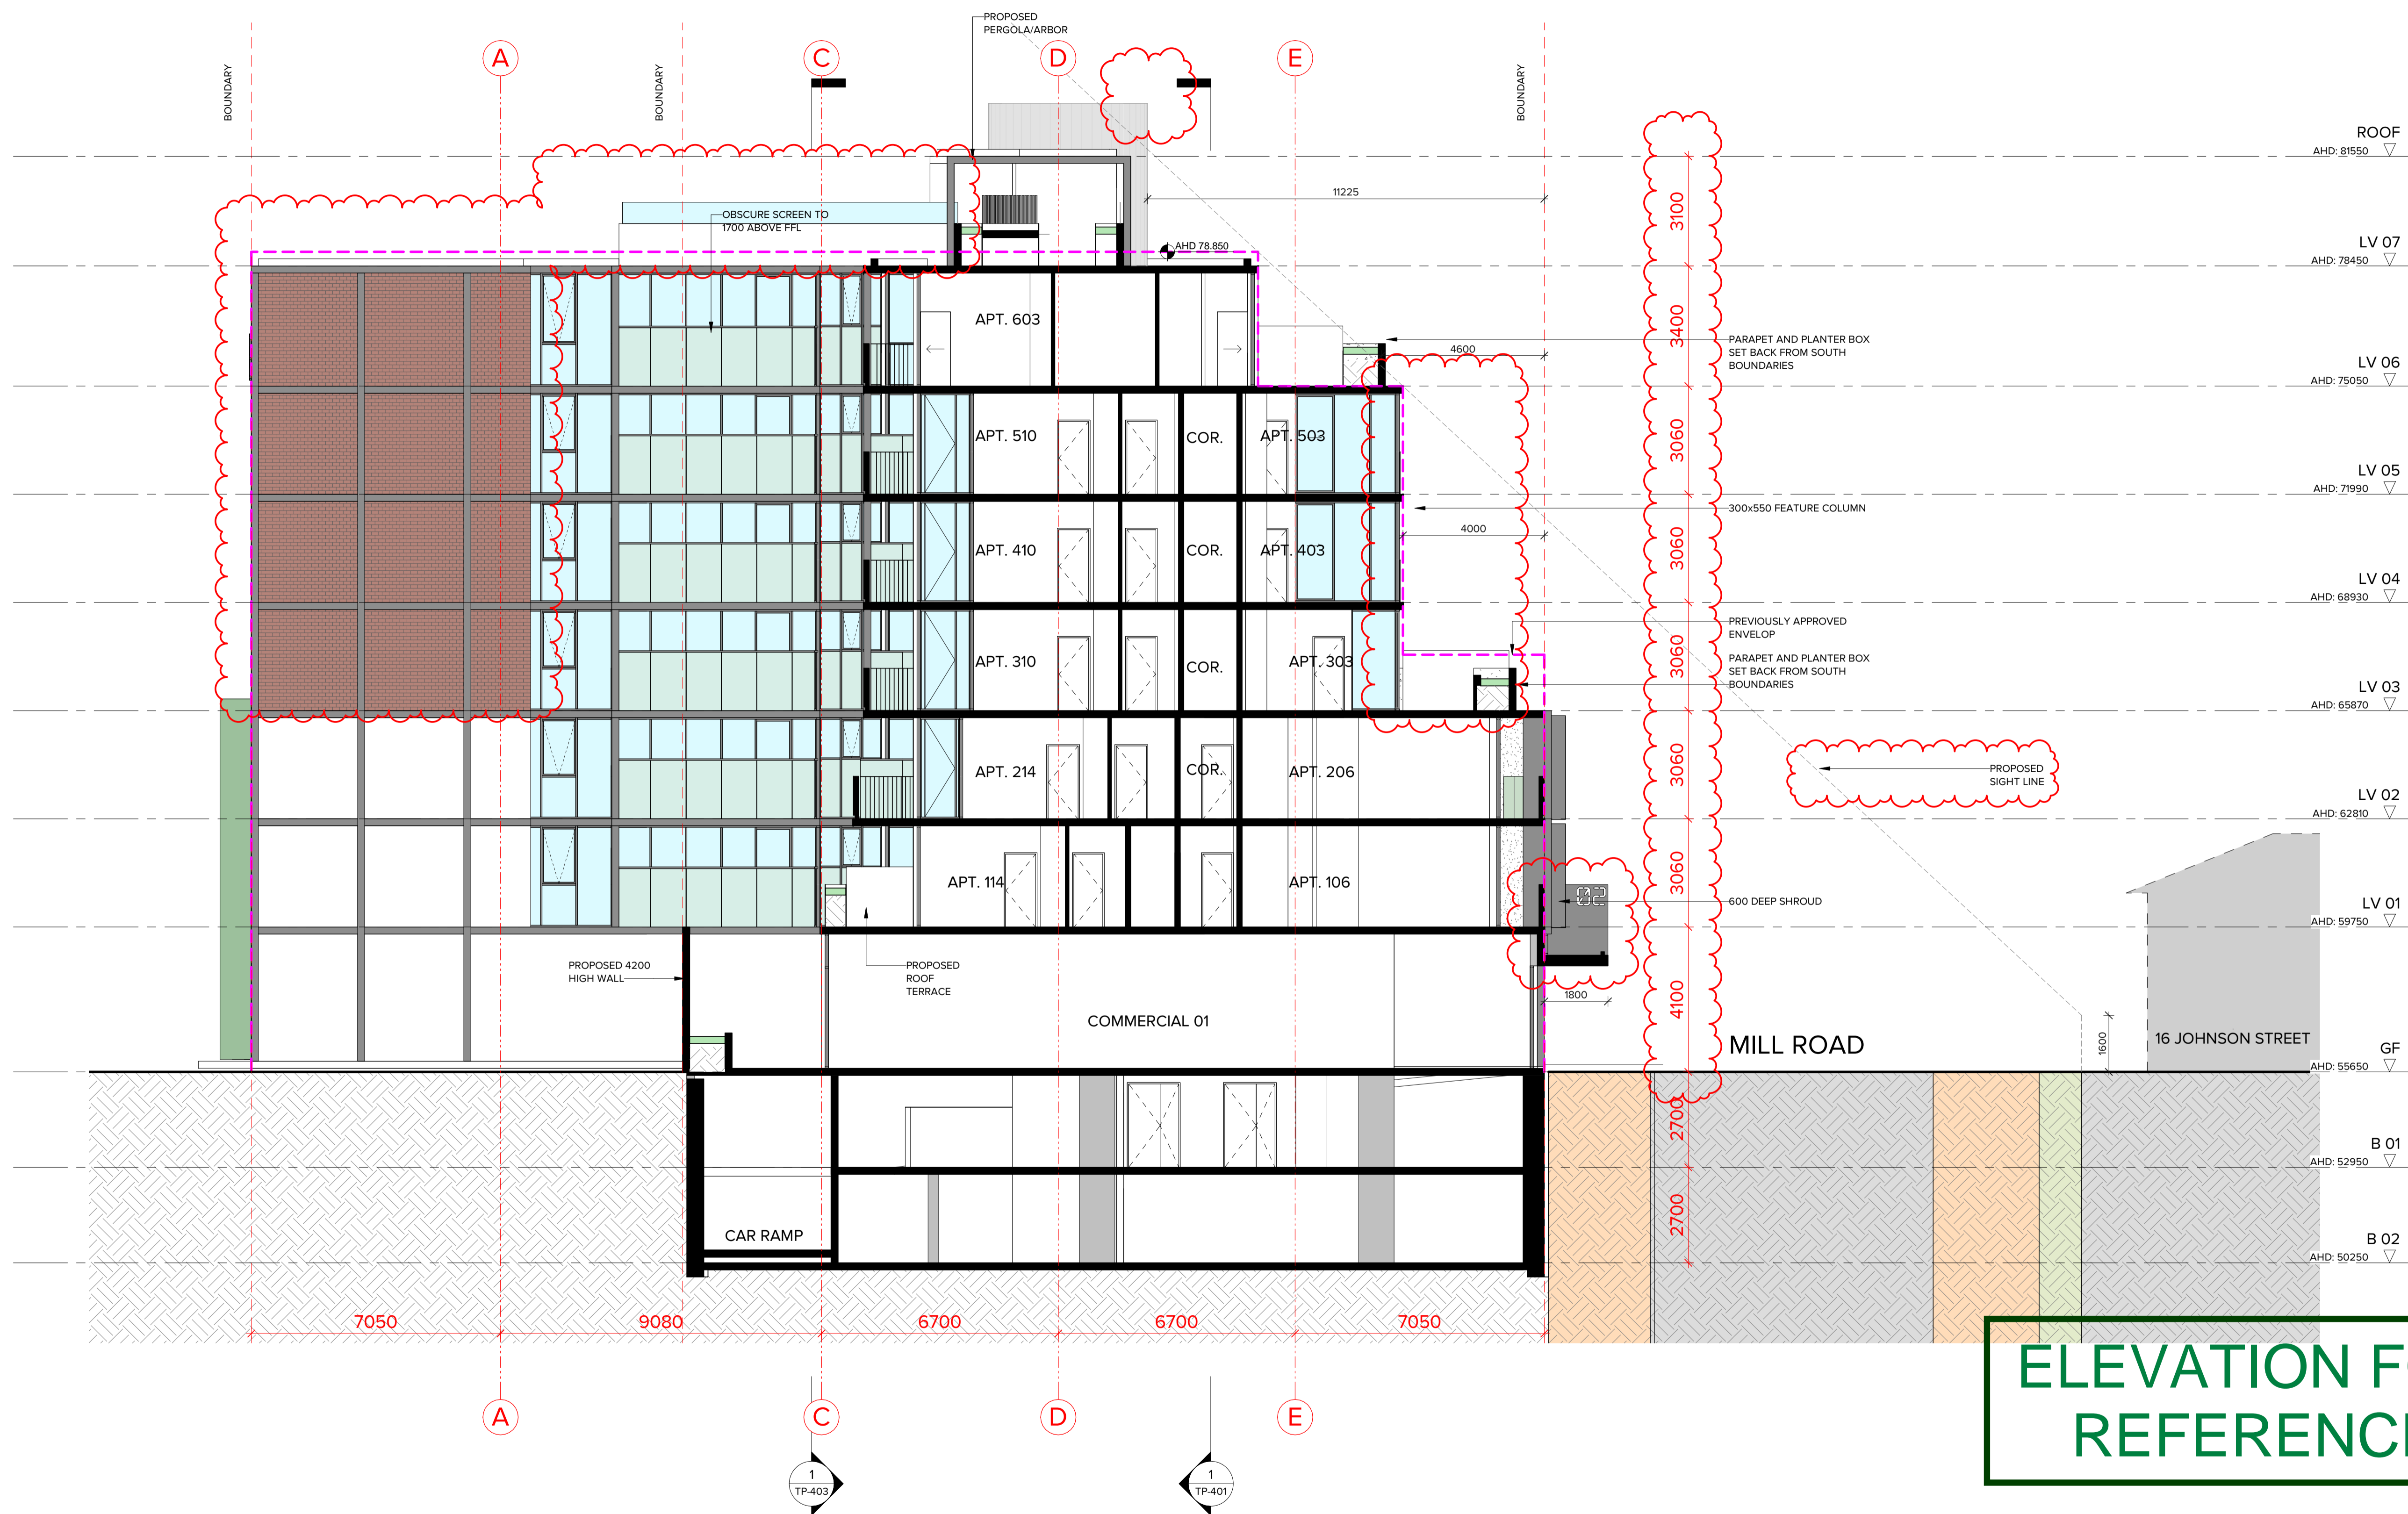 PROPOSED
PERGOLA/ARBOR
A
C
D
E
BOUNDARY
BOUNDARY
BOUNDARY
ROOF
AHD: 81550
3100
11225
OBSCURE SCREEN TO
1700 ABOVE FFL
AHD 78.850
LV 07
AHD: 78450
3400
APT. 603
PARAPET AND PLANTER BOX
SET BACK FROM SOUTH
BOUNDARIES
4600
LV 06
AHD: 75050
3060
APT. 510
COR.
APT. 503
LV 05
AHD: 71990
300x550 FEATURE COLUMN
4000
3060
APT. 410
COR.
APT. 403
LV 04
AHD: 68930
PREVIOUSLY APPROVED
ENVELOP
3060
APT. 310
COR.
APT. 303
PARAPET AND PLANTER BOX
SET BACK FROM SOUTH
BOUNDARIES
LV 03
AHD: 65870
3060
APT. 214
COR.
APT. 206
PROPOSED
SIGHT LINE
LV 02
AHD: 62810
3060
APT. 114
APT. 106
02
600 DEEP SHROUD
LV 01
AHD: 59750
PROPOSED 4200
HIGH WALL
PROPOSED
ROOF
TERRACE
1800
4100
COMMERCIAL 01
MILL ROAD
1600
16 JOHNSON STREET
GF
AHD: 55650
2700
B 01
AHD: 52950
2700
CAR RAMP
B 02
AHD: 50250
7050
9080
6700
6700
7050
ELEVATION F
REFERENC
A
C
D
E
1
TP-403
1
TP-401